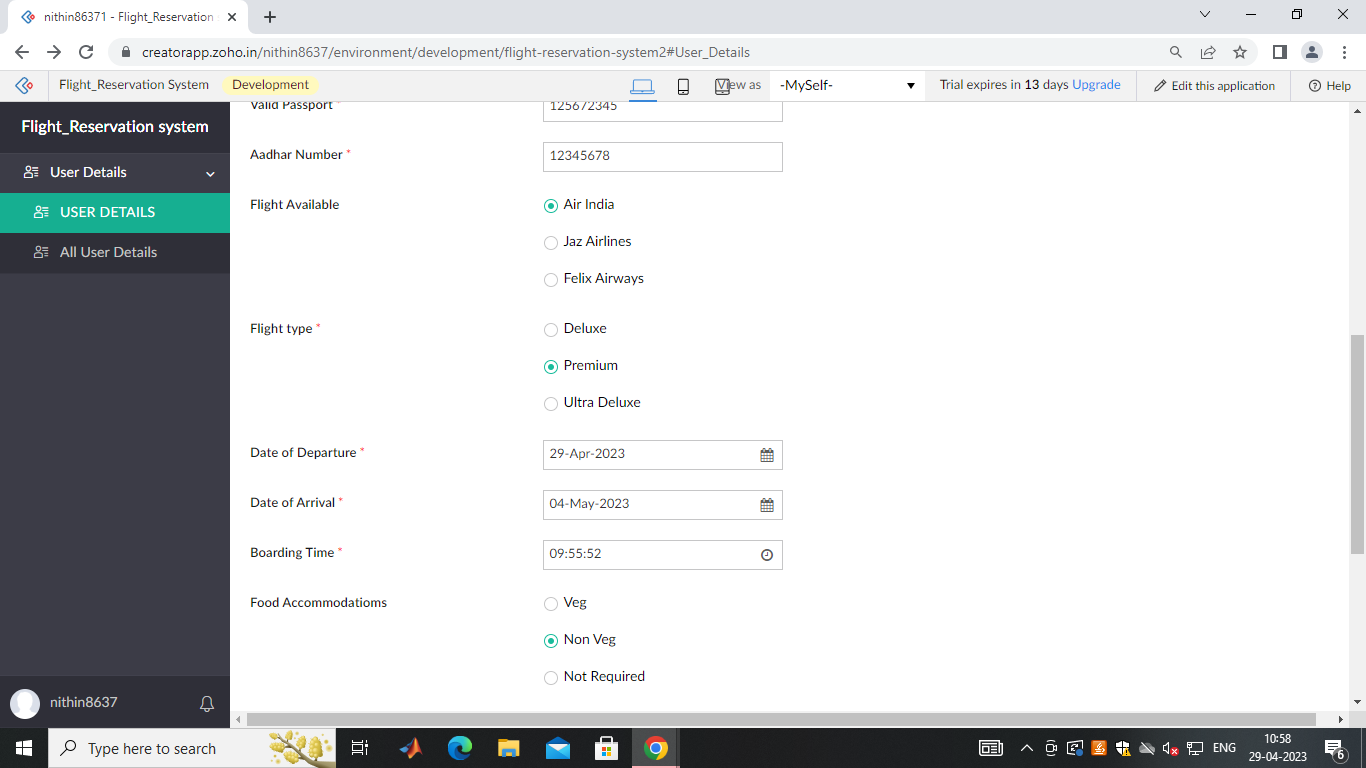 nithin86371 - Flight_Reservation
creatorapp.zoho.in/nithin8637/environment/development/flight-reservation-system2#User_Details
Flight_Reservation System
Development
View as
-MySelf-
Trial expires in 13 days Upgrade
Edit this application
Help
Flight_Reservation system
User Details
USER DETAILS
All User Details
nithin8637
Valid Passport *
125672345
Aadhar Number *
12345678
Flight Available
Air India
Jaz Airlines
Felix Airways
Flight type *
Deluxe
Premium
Ultra Deluxe
Date of Departure *
29-Apr-2023
Date of Arrival *
04-May-2023
Boarding Time *
09:55:52
Food Accommodatioms
Veg
Non Veg
Not Required
Type here to search
ENG
10:58
29-04-2023
6